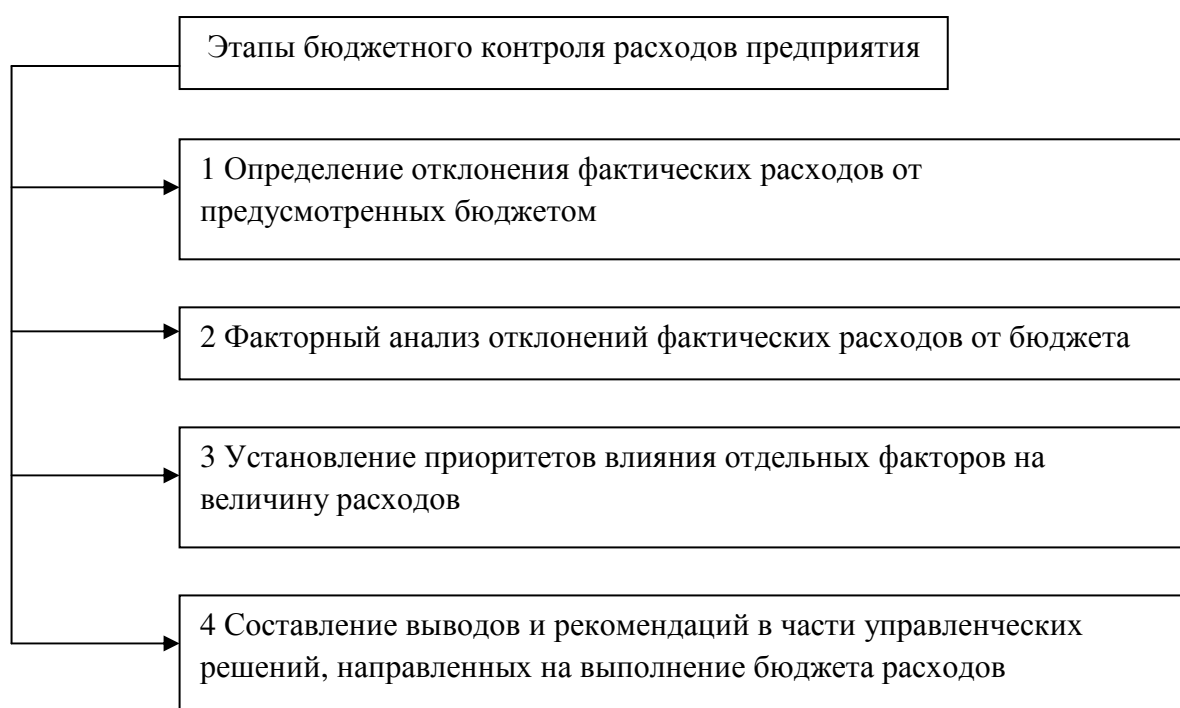 Этапы бюджетного контроля расходов предприятия
1 Определение отклонения фактических расходов от
предусмотренных бюджетом
2 Факторный анализ отклонений фактических расходов от бюджета
3 Установление приоритетов влияния отдельных факторов на
величину расходов
4 Составление выводов и рекомендаций в части управленческих
решений, направленных на выполнение бюджета расходов